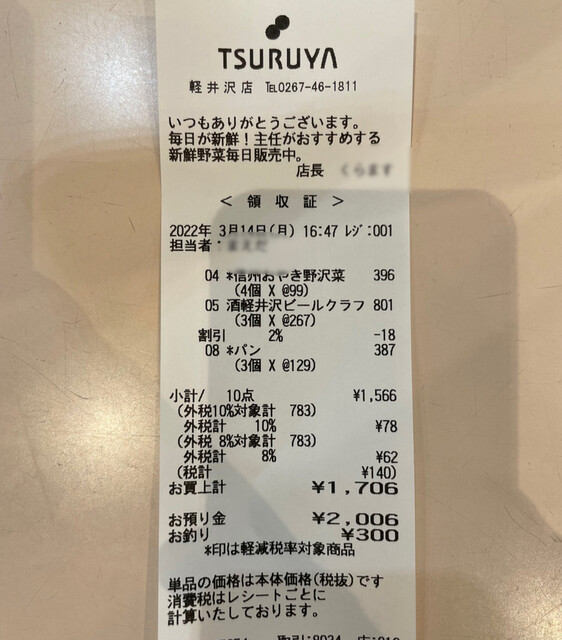 TSURUYA
軽井沢店 ℡0267-46-1811
いつもありがとうございます。
毎日が新鮮！主任がおすすめする
新鮮野菜毎日販売中。
店長
< 領 収 証 >
2022年 3月14日(月) 16:47 ﾚｼﾞ:001
担当者:
04 *信州おやき野沢菜 396
(4個 X @99)
05 酒軽井沢ビールクラフ 801
(3個 X @267)
割引 2% -18
08 *パン 387
(3個 X @129)
小計/ 10点 ¥1,566
(外税10%対象計 783)
外税計 10% ¥78
(外税 8%対象計 783)
外税計 8% ¥62
(税計 ¥140)
お買上計 ¥1,706
お預り金 ¥2,006
お釣り ¥300
*印は軽減税率対象商品
単品の価格は本体価格(税抜)です
消費税はレシートごとに
計算いたしております。